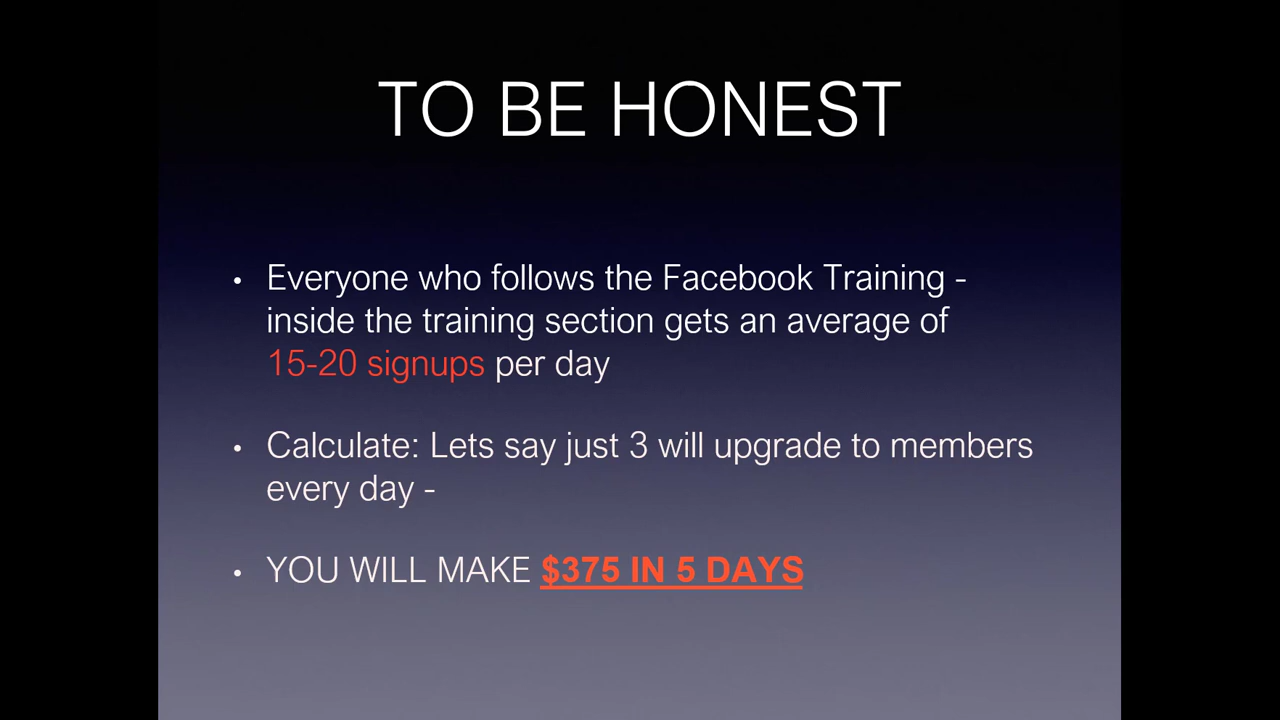 TO BE HONEST
• Everyone who follows the Facebook Training -
inside the training section gets an average of
15-20 signups per day
• Calculate: Lets say just 3 will upgrade to members
every day -
• YOU WILL MAKE $375 IN 5 DAYS